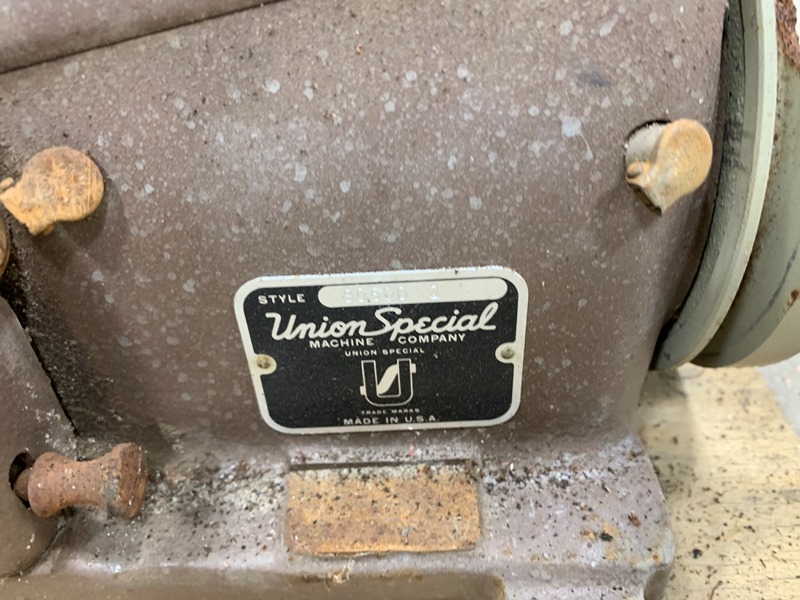 STYLE
Union Special
MACHINE COMPANY
UNION SPECIAL
TRADE MARKS
MADE IN U.S.A.